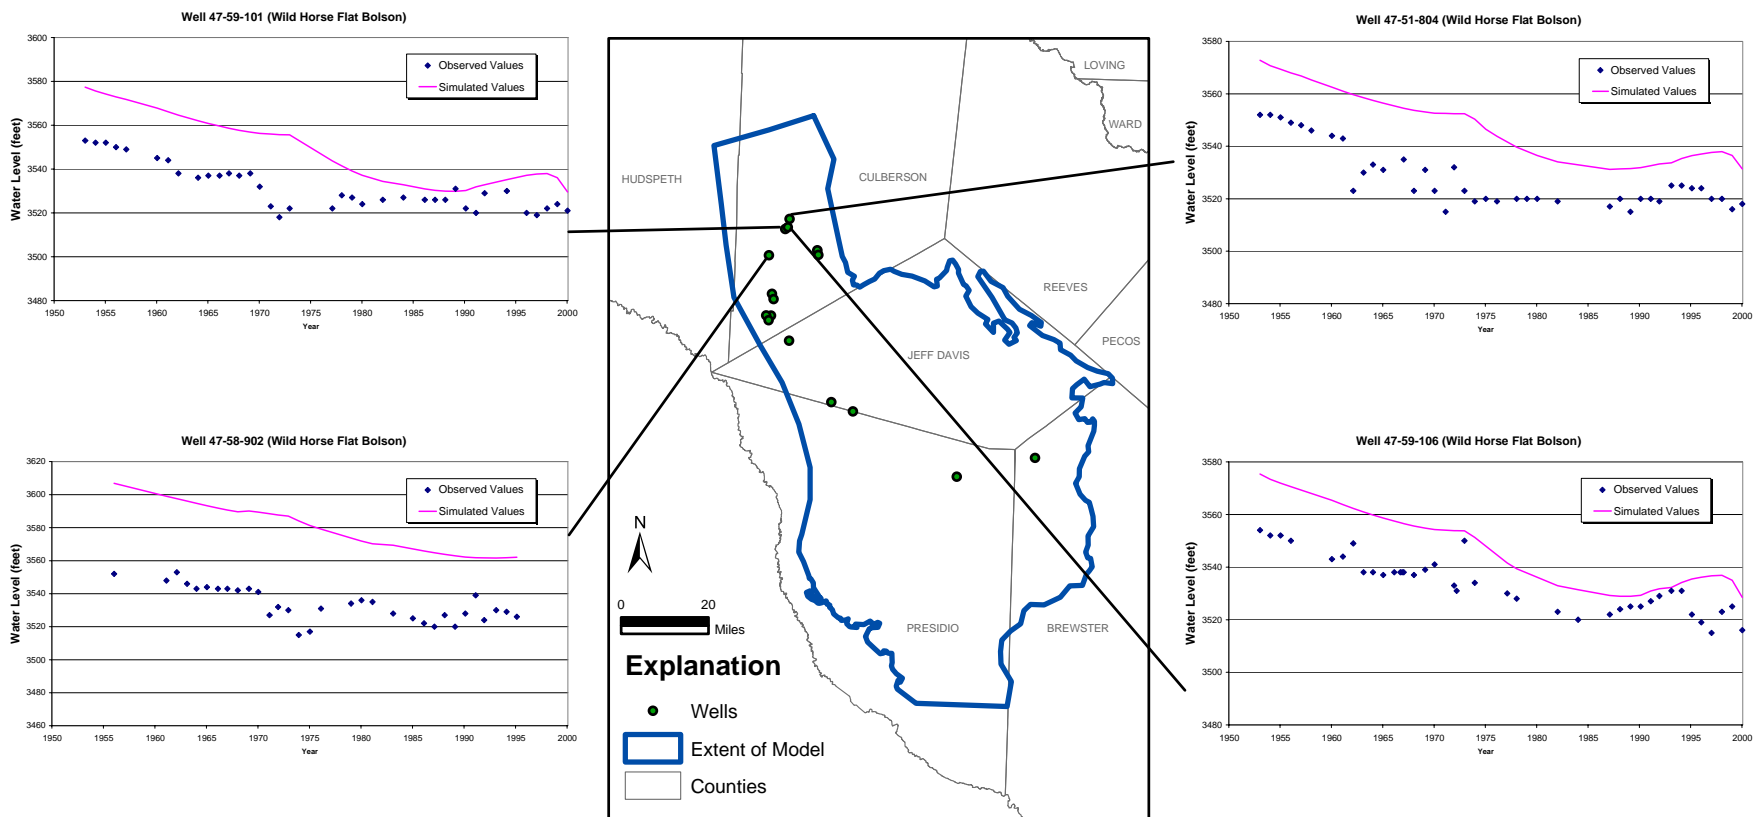 Well 47-59-101 (Wild Horse Flat Bolson)
3600
3580
3560
3540
3520
3500
3480
Water Level (feet)
1950 1955 1960 1965 1970 1975 1980 1985 1990 1995 2000
Year
Observed Values
Simulated Values
Well 47-51-804 (Wild Horse Flat Bolson)
3580
3560
3540
3520
3500
3480
Water Level (feet)
1950 1955 1960 1965 1970 1975 1980 1985 1990 1995 2000
Year
Observed Values
Simulated Values
LOVING
WARD
HUDSPETH
CULBERSON
REEVES
PECOS
JEFF DAVIS
PRESIDIO
BREWSTER
N
0 20
Miles
Explanation
Wells
Extent of Model
Counties
Well 47-58-902 (Wild Horse Flat Bolson)
3620
3600
3580
3560
3540
3520
3500
3480
3460
Water Level (feet)
1950 1955 1960 1965 1970 1975 1980 1985 1990 1995 2000
Year
Observed Values
Simulated Values
Well 47-59-106 (Wild Horse Flat Bolson)
3580
3560
3540
3520
3500
3480
Water Level (feet)
1950 1955 1960 1965 1970 1975 1980 1985 1990 1995 2000
Year
Observed Values
Simulated Values